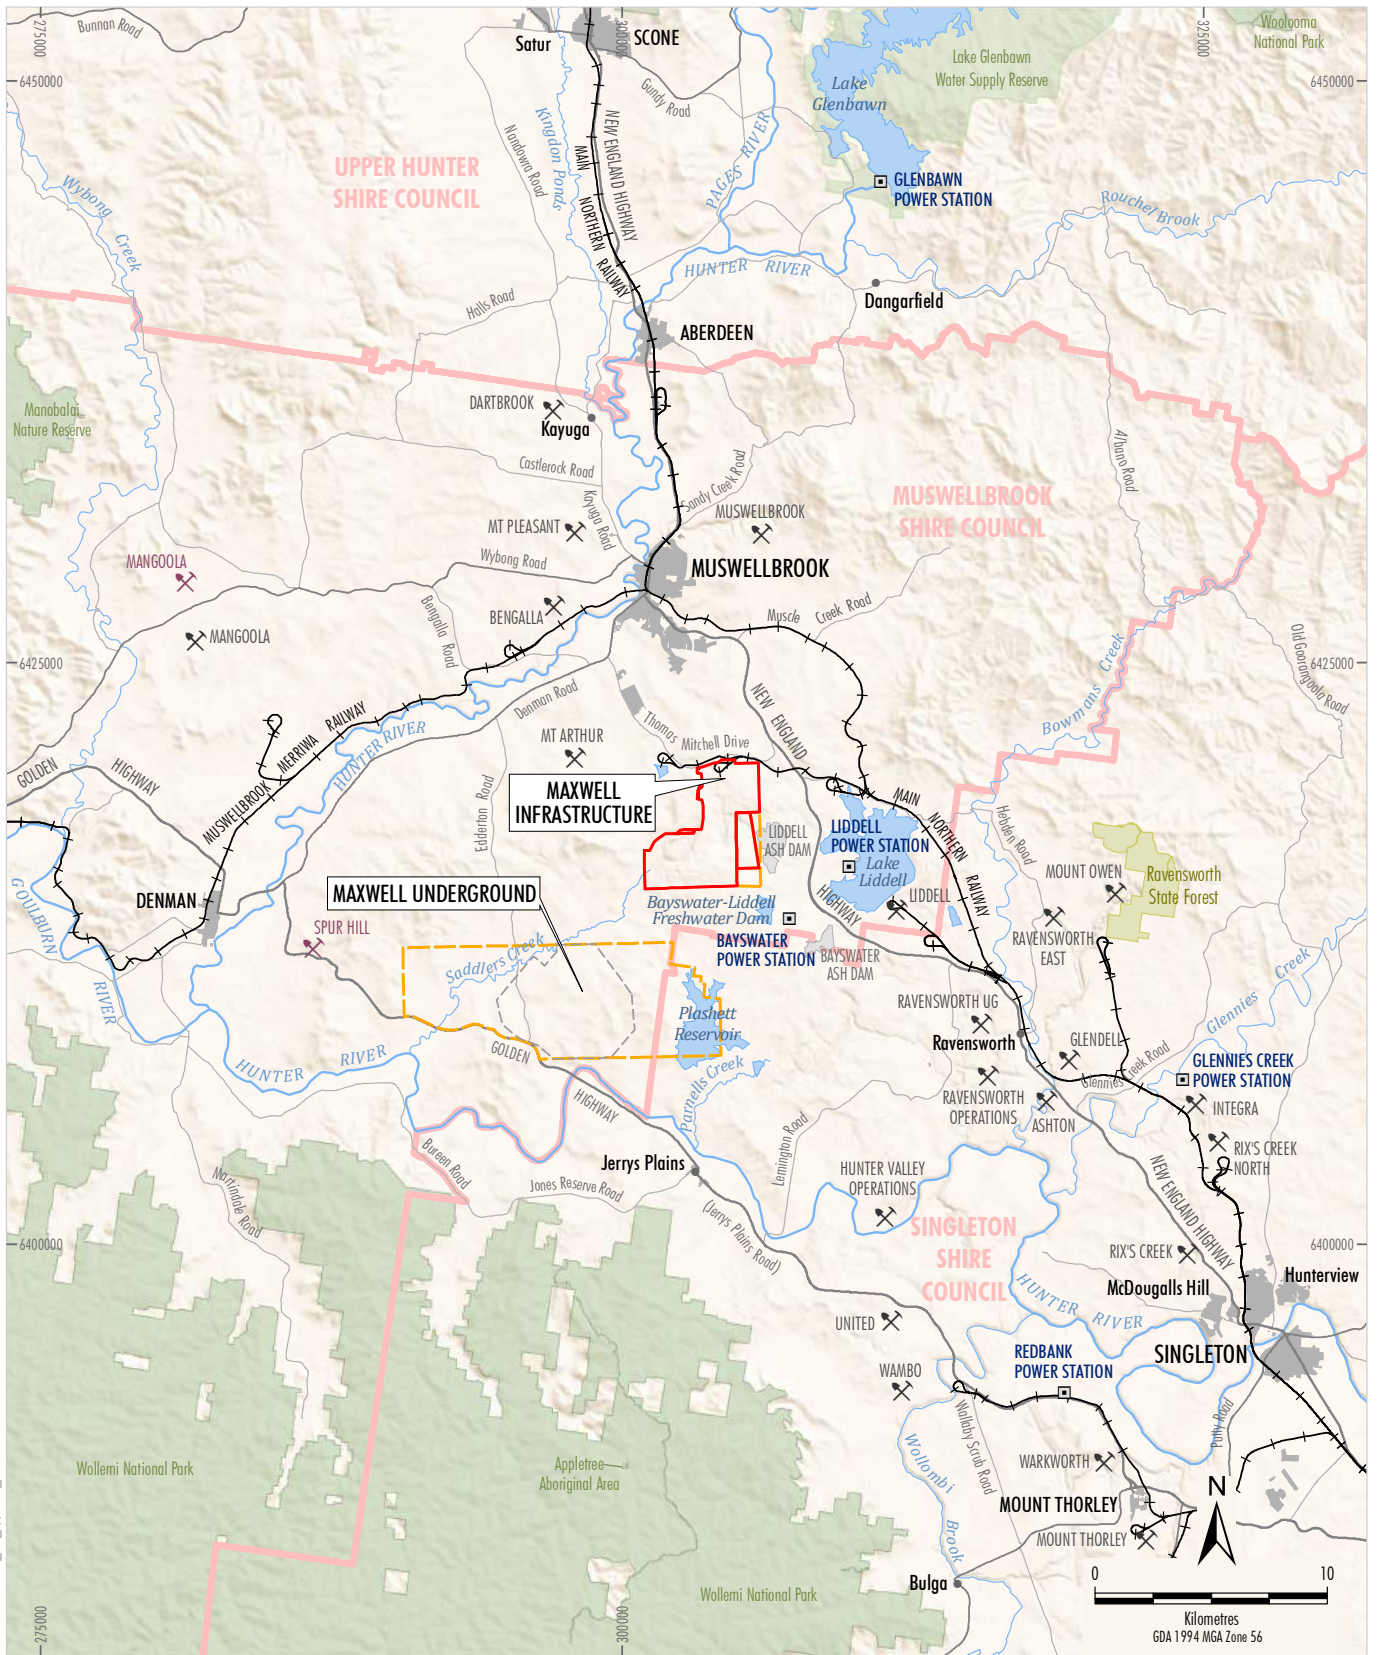 275000
300000
325000
Bunnan Road
Satur
SCONE
Woolooma
National Park
Lake Glenbawn
Water Supply Reserve
6450000
6450000
Lake
Glenbawn
Gundy Road
Kingdon Ponds
Nandowra Road
NEW ENGLAND HIGHWAY
MAIN NORTHERN RAILWAY
PAGES RIVER
UPPER HUNTER
SHIRE COUNCIL
GLENBAWN
POWER STATION
Wybong Creek
Rouchel Brook
HUNTER RIVER
Dangarfield
Halls Road
ABERDEEN
Manobalai
Nature Reserve
DARTBROOK
Kayuga
Castlerock Road
Kayuga Road
Sandy Creek Road
Albano Road
MUSWELLBROOK
SHIRE COUNCIL
MT PLEASANT
MUSWELLBROOK
Wybong Road
MANGOOLA
MUSWELLBROOK
BENGALLA
Bengalla Road
Muscle Creek Road
MANGOOLA
Old Goorangoola Road
Bowmans Creek
6425000
6425000
Denman Road
NEW ENGLAND
HIGHWAY
Thomas
Mitchell Drive
MUSWELLBROOK MERRIWA RAILWAY
HUNTER RIVER
GOLDEN HIGHWAY
MT ARTHUR
Edderton Road
MAXWELL
INFRASTRUCTURE
MAIN NORTHERN RAILWAY
Hebden Road
LIDDELL
ASH DAM
LIDDELL
POWER STATION
Lake
Liddell
MOUNT OWEN
Ravensworth
State Forest
MAXWELL UNDERGROUND
DENMAN
Bayswater-Liddell
Freshwater Dam
LIDDELL
GOULBURN RIVER
SPUR HILL
Saddlers Creek
BAYSWATER
POWER STATION
BAYSWATER
ASH DAM
RAVENSWORTH
EAST
RAVENSWORTH UG
Ravensworth
Glennies Creek
Plashett
Reservoir
GOLDEN
HIGHWAY
HUNTER RIVER
Parnells Creek
GLENDELL
Glennies Creek Road
GLENNIES CREEK
POWER STATION
RAVENSWORTH
OPERATIONS
ASHTON
INTEGRA
RIX'S CREEK
NORTH
Bureen Road
Martindale Road
Jerrys Plains
Jones Reserve Road
Lemington Road
HUNTER VALLEY
OPERATIONS
NEW ENGLAND HIGHWAY
(Jerrys Plains Road)
SINGLETON
SHIRE
COUNCIL
RIX'S CREEK
6400000
6400000
McDougalls Hill
Hunterview
HUNTER RIVER
UNITED
REDBANK
POWER STATION
SINGLETON
WAMBO
Wallaby Scrub Road
Putty Road
Wollombi Brook
Wollemi National Park
Appletree
Aboriginal Area
WARKWORTH
MOUNT THORLEY
MOUNT THORLEY
N
Bulga
Wollemi National Park
0
10
Kilometres
GDA 1994 MGA Zone 56
275000
300000